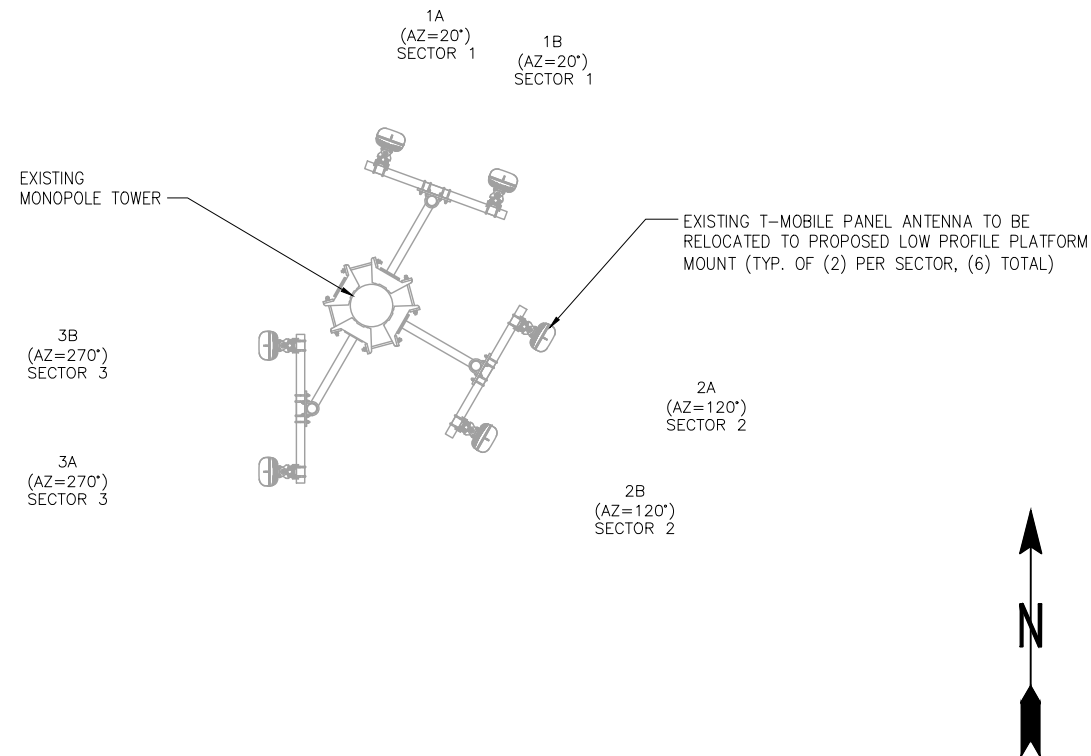 1A
(AZ=20°)
SECTOR 1
1B
(AZ=20°)
SECTOR 1
EXISTING
MONOPOLE TOWER
EXISTING T-MOBILE PANEL ANTENNA TO BE
RELOCATED TO PROPOSED LOW PROFILE PLATFORM
MOUNT (TYP. OF (2) PER SECTOR, (6) TOTAL)
3B
(AZ=270°)
SECTOR 3
2A
(AZ=120°)
SECTOR 2
3A
(AZ=270°)
SECTOR 3
2B
(AZ=120°)
SECTOR 2
N